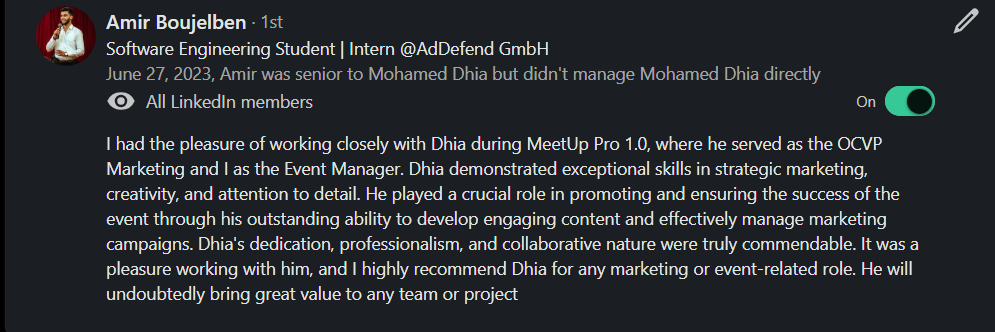 Amir Boujelben · 1st
Software Engineering Student | Intern @AdDefend GmbH
June 27, 2023, Amir was senior to Mohamed Dhia but didn't manage Mohamed Dhia directly
All LinkedIn members
On
I had the pleasure of working closely with Dhia during MeetUp Pro 1.0, where he served as the OCVP
Marketing and I as the Event Manager. Dhia demonstrated exceptional skills in strategic marketing,
creativity, and attention to detail. He played a crucial role in promoting and ensuring the success of the
event through his outstanding ability to develop engaging content and effectively manage marketing
campaigns. Dhia's dedication, professionalism, and collaborative nature were truly commendable. It was a
pleasure working with him, and I highly recommend Dhia for any marketing or event-related role. He will
undoubtedly bring great value to any team or project